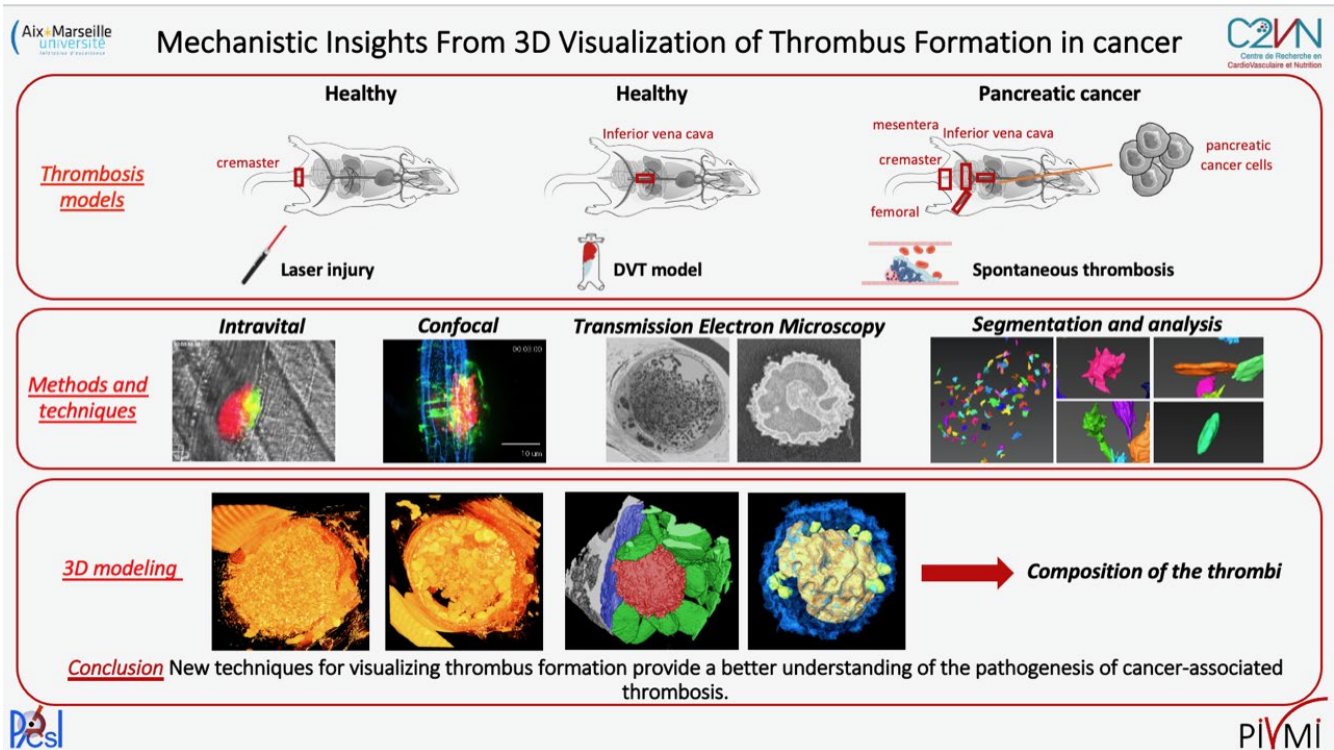 Aix*Marseille
université
Mechanistic Insights From 3D Visualization of Thrombus Formation in cancer
C2VN
Centre de Recherche en
CardioVasculaire et Nutrition
Thrombosis
models
Healthy
cremaster
Laser injury
Healthy
Inferior vena cava
DVT model
Pancreatic cancer
mesentera
Inferior vena cava
cremaster
femoral
pancreatic
cancer cells
Spontaneous thrombosis
Methods and
techniques
Intravital
Confocal
00:08:00
10 um
Transmission Electron Microscopy
Segmentation and analysis
3D modeling
Composition of the thrombi
Conclusion New techniques for visualizing thrombus formation provide a better understanding of the pathogenesis of cancer-associated
thrombosis.
PiVMi